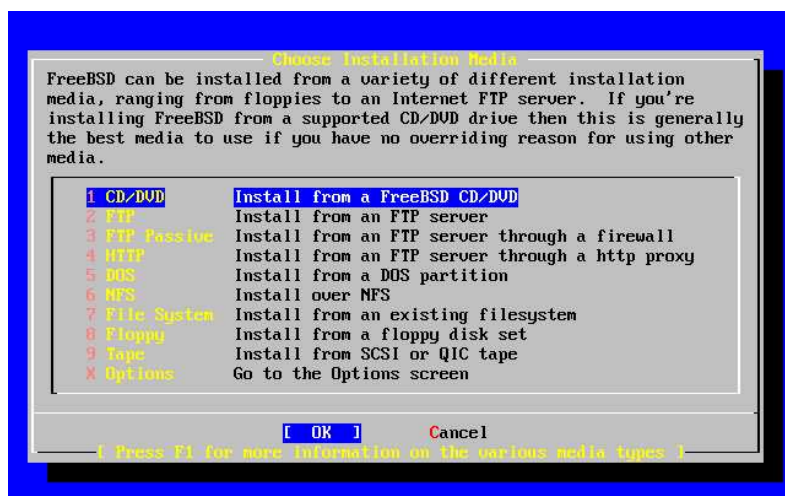 Choose Installation Media
FreeBSD can be installed from a variety of different installation
media, ranging from floppies to an Internet FTP server.  If you're
installing FreeBSD from a supported CD/DVD drive then this is generally
the best media to use if you have no overriding reason for using other
media.
1 CD/DVD Install from a FreeBSD CD/DVD
2 FTP Install from an FTP server
3 FTP Passive Install from an FTP server through a firewall
4 HTTP Install from an FTP server through a http proxy
5 DOS Install from a DOS partition
6 NFS Install over NFS
7 File System Install from an existing filesystem
8 Floppy Install from a floppy disk set
9 Tape Install from SCSI or QIC tape
X Options Go to the Options screen
[ OK ] Cancel
[ Press F1 for more information on the various media types ]